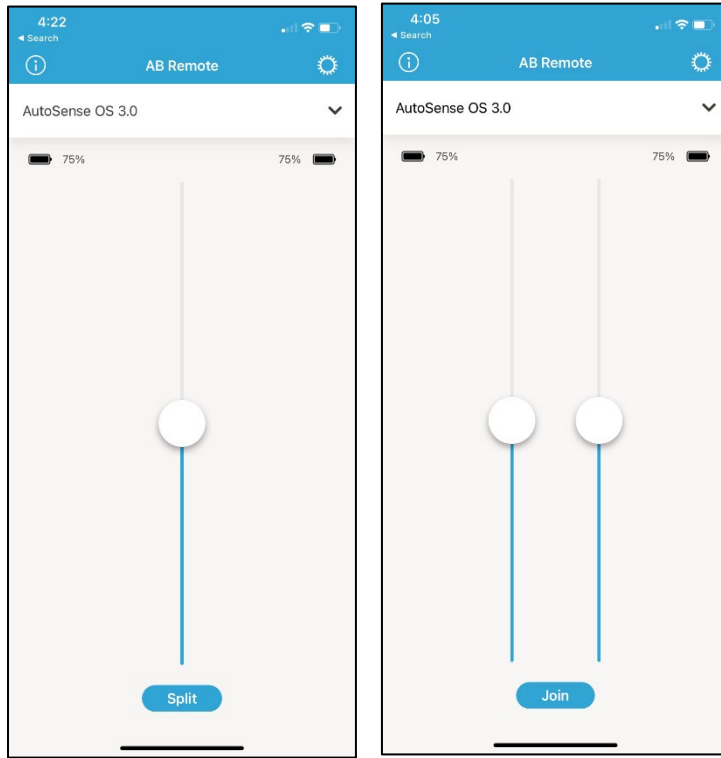 4:22
◀ Search
AB Remote
AutoSense OS 3.0
75% 75%
Split
4:05
◀ Search
AB Remote
AutoSense OS 3.0
75% 75%
Join